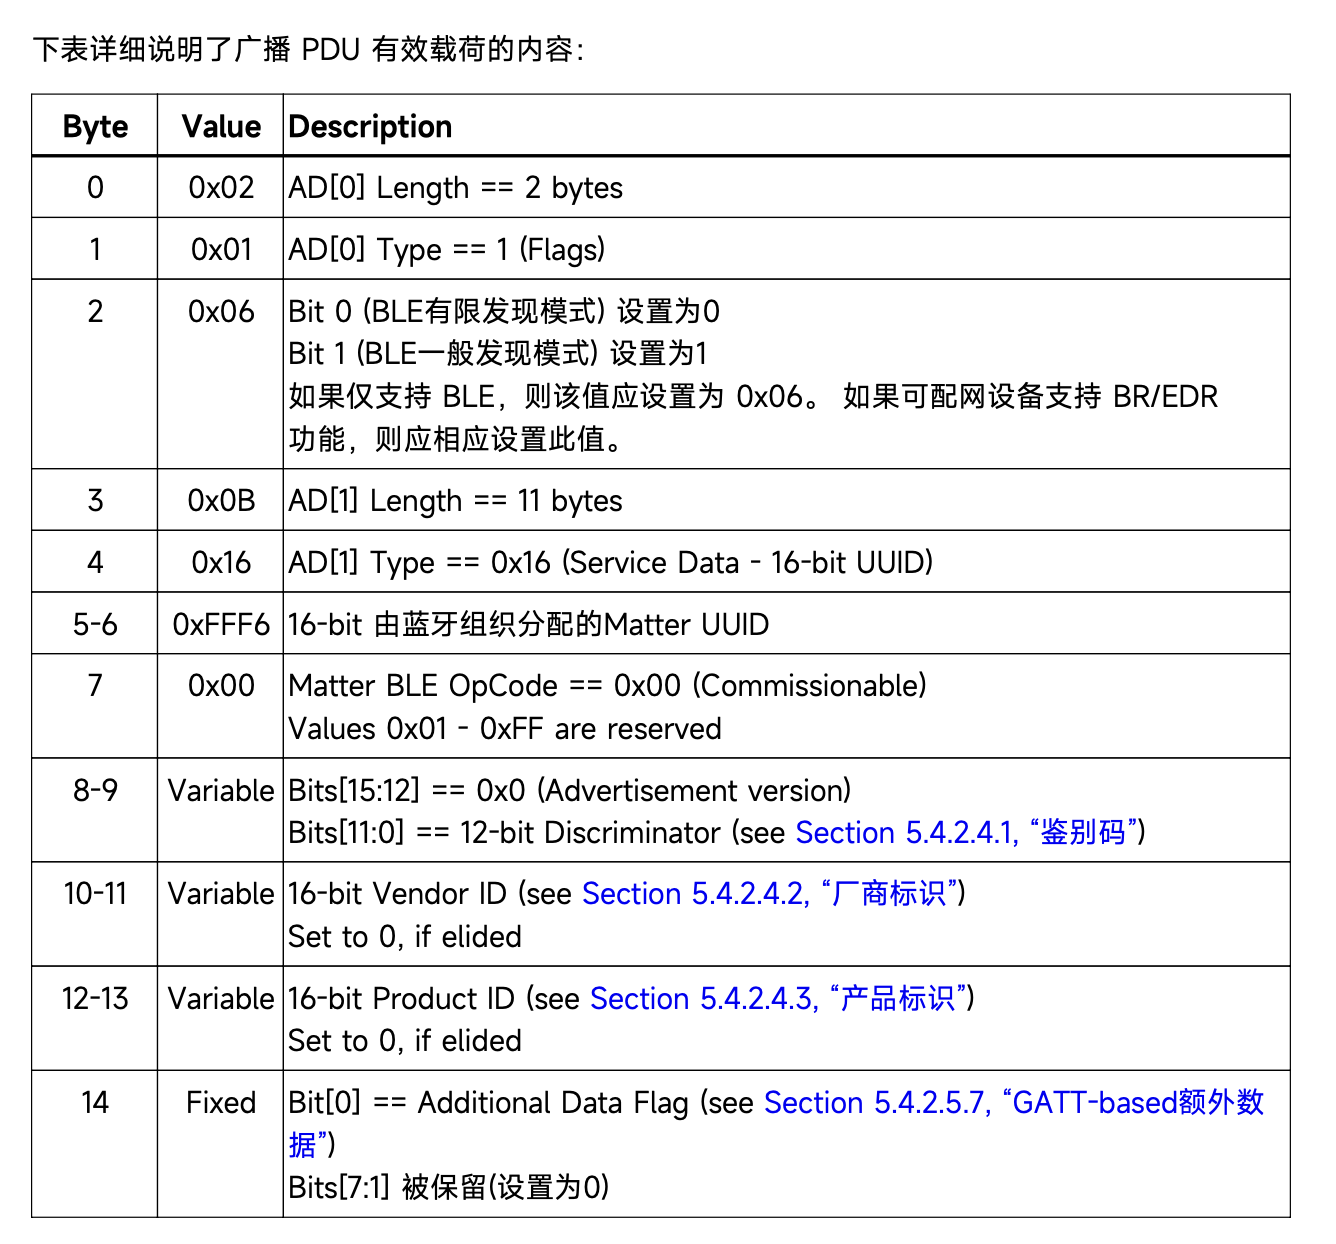 下表详细说明了广播 PDU 有效载荷的内容：
Byte Value Description
0 0x02 AD[0] Length == 2 bytes
1 0x01 AD[0] Type == 1 (Flags)
2 0x06 Bit 0 (BLE有限发现模式) 设置为0
Bit 1 (BLE一般发现模式) 设置为1
如果仅支持 BLE，则该值应设置为 0x06。 如果可配网设备支持 BR/EDR
功能，则应相应设置此值。
3 0x0B AD[1] Length == 11 bytes
4 0x16 AD[1] Type == 0x16 (Service Data - 16-bit UUID)
5-6 0xFFF6 16-bit 由蓝牙组织分配的Matter UUID
7 0x00 Matter BLE OpCode == 0x00 (Commissionable)
Values 0x01 - 0xFF are reserved
8-9 Variable Bits[15:12] == 0x0 (Advertisement version)
Bits[11:0] == 12-bit Discriminator (see Section 5.4.2.4.1, “鉴别码”)
10-11 Variable 16-bit Vendor ID (see Section 5.4.2.4.2, “厂商标识”)
Set to 0, if elided
12-13 Variable 16-bit Product ID (see Section 5.4.2.4.3, “产品标识”)
Set to 0, if elided
14 Fixed Bit[0] == Additional Data Flag (see Section 5.4.2.5.7, “GATT-based额外数
据”)
Bits[7:1] 被保留(设置为0)